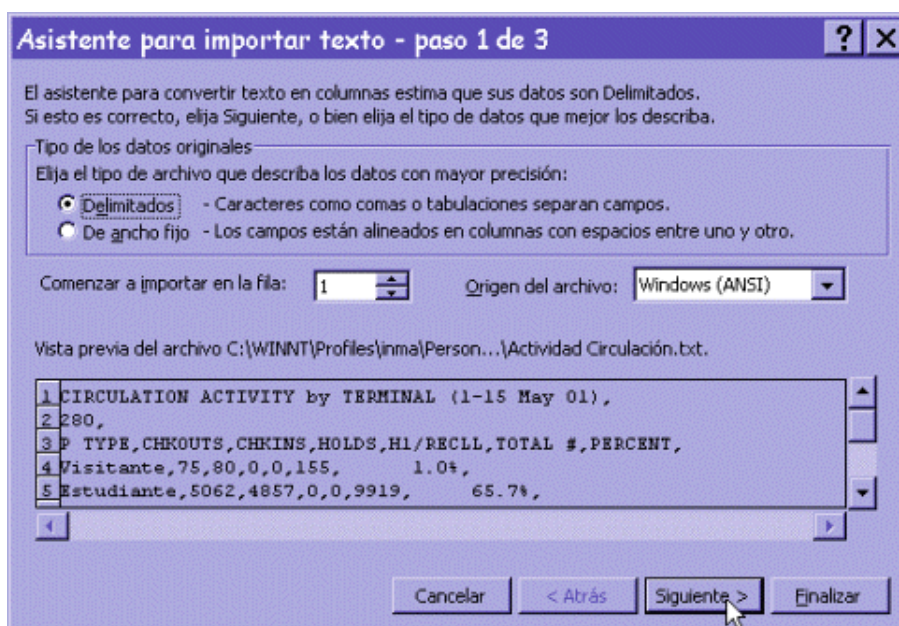 Asistente para importar texto - paso 1 de 3
El asistente para convertir texto en columnas estima que sus datos son Delimitados.
Si esto es correcto, elija Siguiente, o bien elija el tipo de datos que mejor los describa.
Tipo de los datos originales
Elija el tipo de archivo que describa los datos con mayor precisión:
Delimitados - Caracteres como comas o tabulaciones separan campos.
De ancho fijo - Los campos están alineados en columnas con espacios entre uno y otro.
Comenzar a importar en la fila: 1 Origen del archivo: Windows (ANSI)
Vista previa del archivo C:\WINNT\Profiles\inma\Person...\Actividad Circulación.txt.
1 CIRCULATION ACTIVITY by TERMINAL (1-15 May 01),
2 280,
3 P TYPE,CHKOUTS,CHKINS,HOLDS,H1/RECLL,TOTAL #,PERCENT,
4 Visitante,75,80,0,0,155, 1.0%,
5 Estudiante,5062,4857,0,0,9919, 65.7%,
Cancelar < Atrás Siguiente > Finalizar